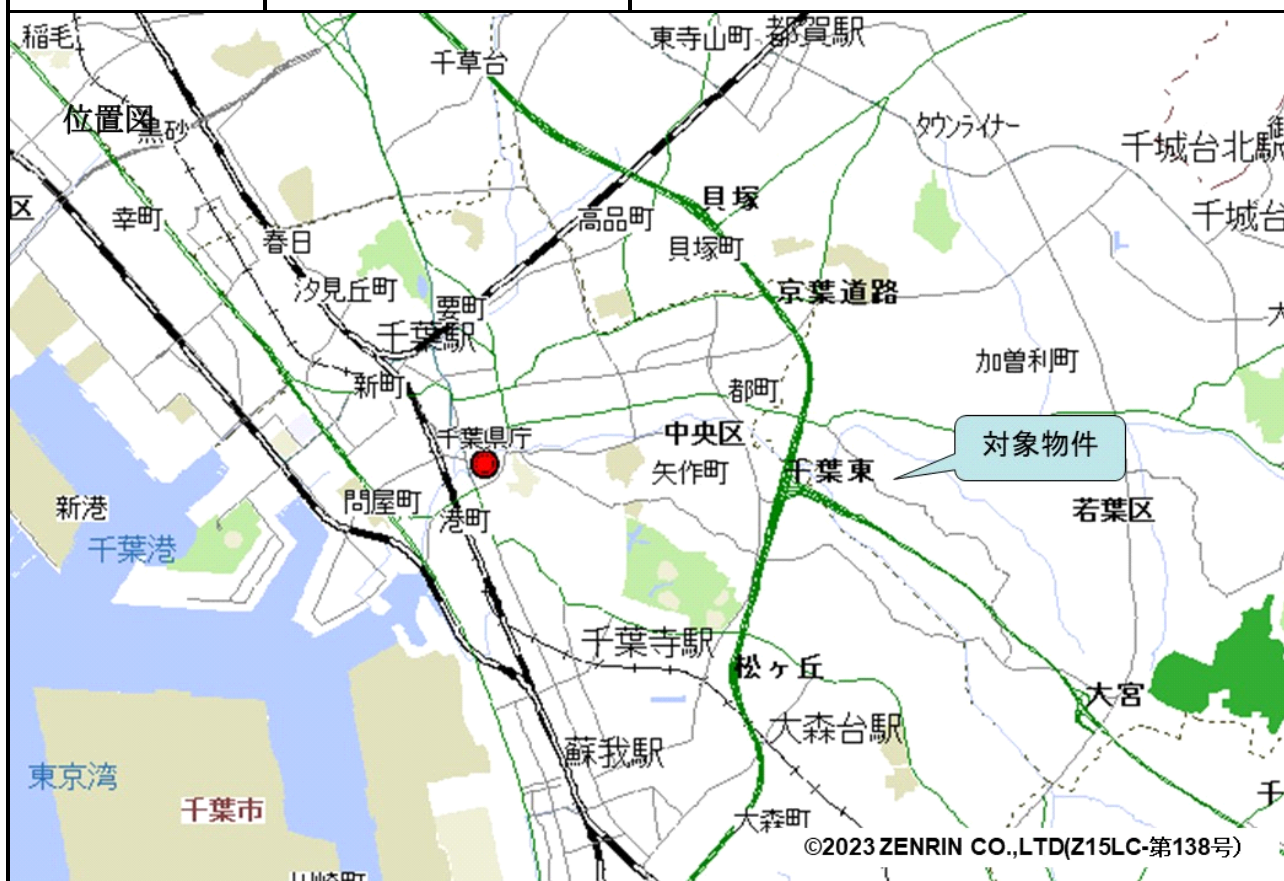 稲毛
東寺山町
都賀駅
千草台
位置図
黒砂
タウンライナー
千城台北駅
御
区
幸町
貝塚
千城台
高品町
春日
貝塚町
汐見丘町
要町
京葉道路
千葉駅
大
加曽利町
新町
都町
千葉県庁
中央区
対象物件
矢作町
千葉東
新港
問屋町
港町
若葉区
千葉港
千葉寺駅
松ヶ丘
大宮
大森台駅
蘇我駅
東京湾
千葉市
千
大森町
©2023 ZENRIN CO.,LTD(Z15LC-第138号)
川崎町